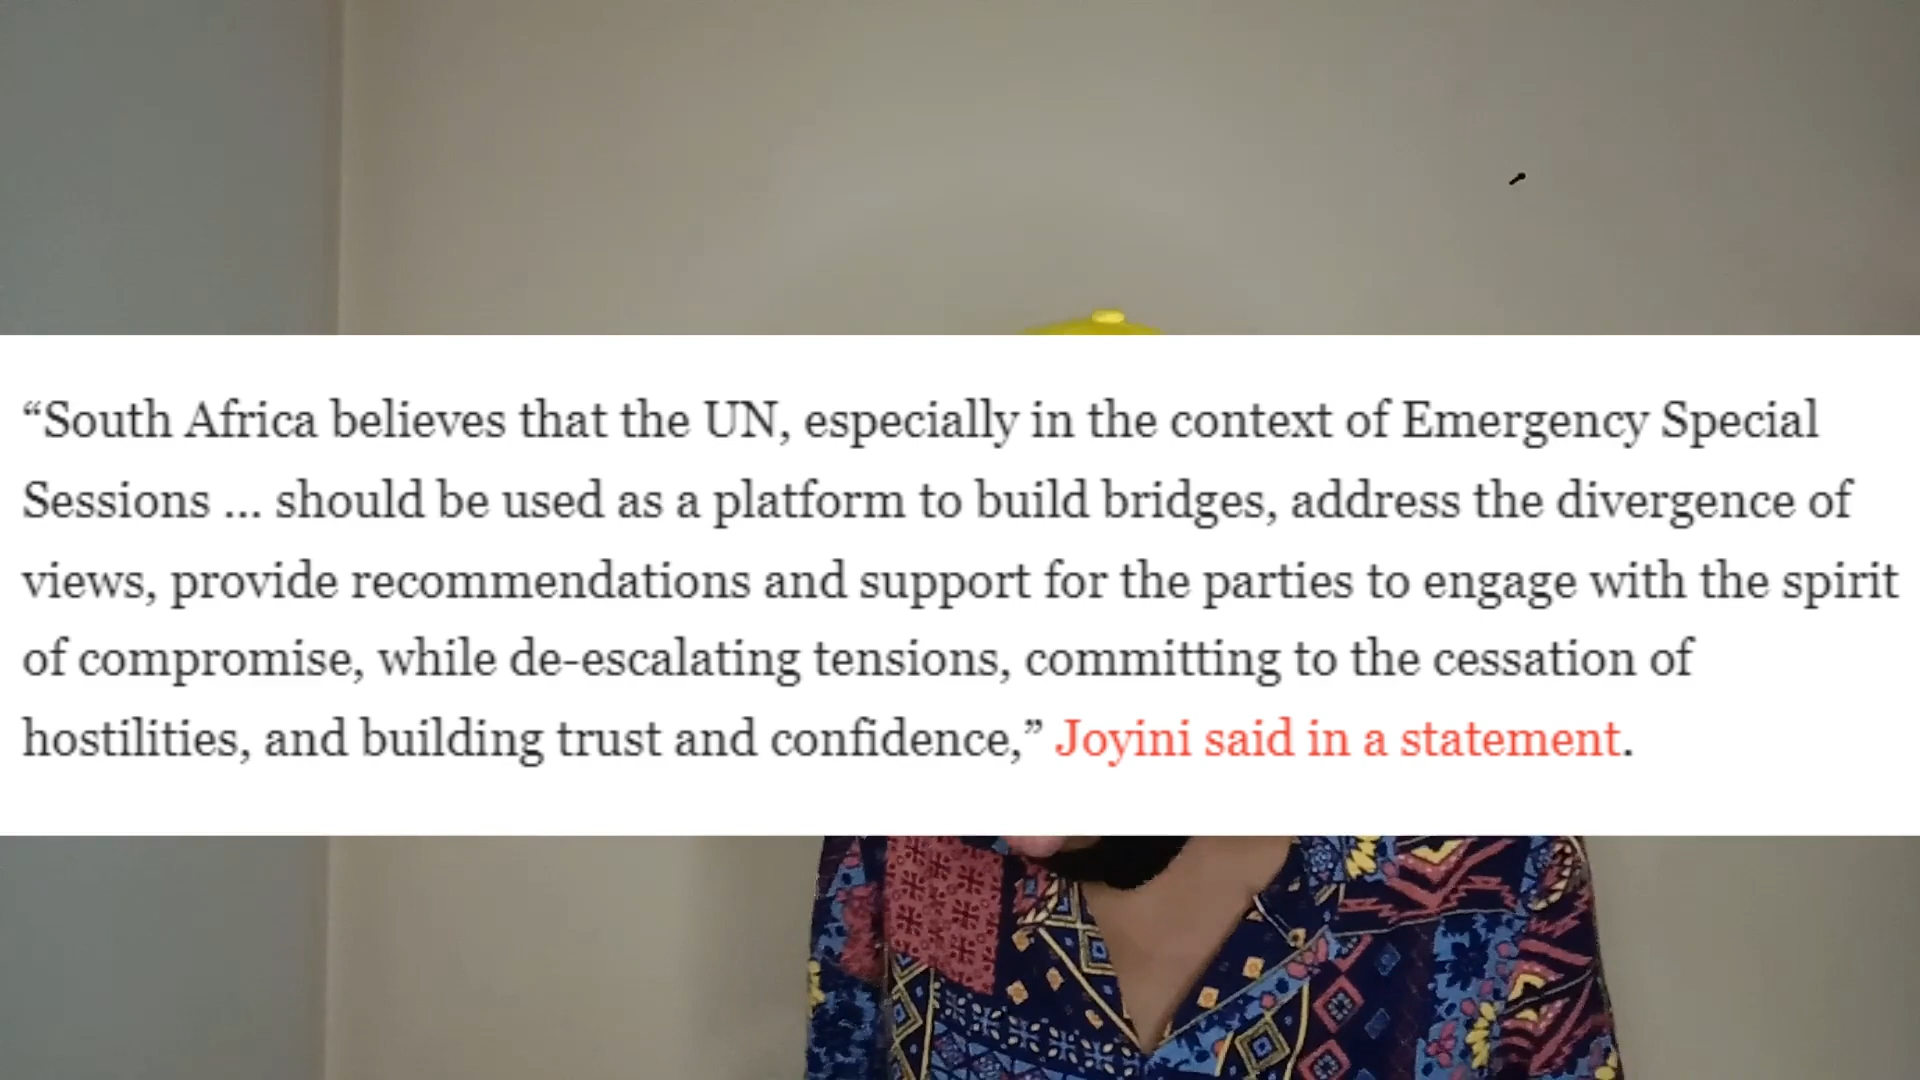 “South Africa believes that the UN, especially in the context of Emergency Special
Sessions ... should be used as a platform to build bridges, address the divergence of
views, provide recommendations and support for the parties to engage with the spirit
of compromise, while de-escalating tensions, committing to the cessation of
hostilities, and building trust and confidence,” Joyini said in a statement.